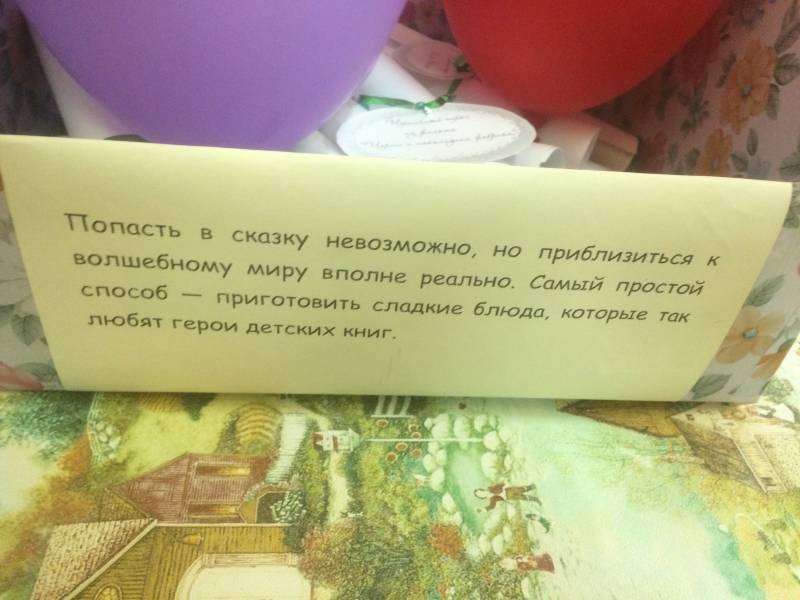 Попасть в сказку невозможно, но приблизиться к
волшебному миру вполне реально. Самый простой
способ — приготовить сладкие блюда, которые так
любят герои детских книг.